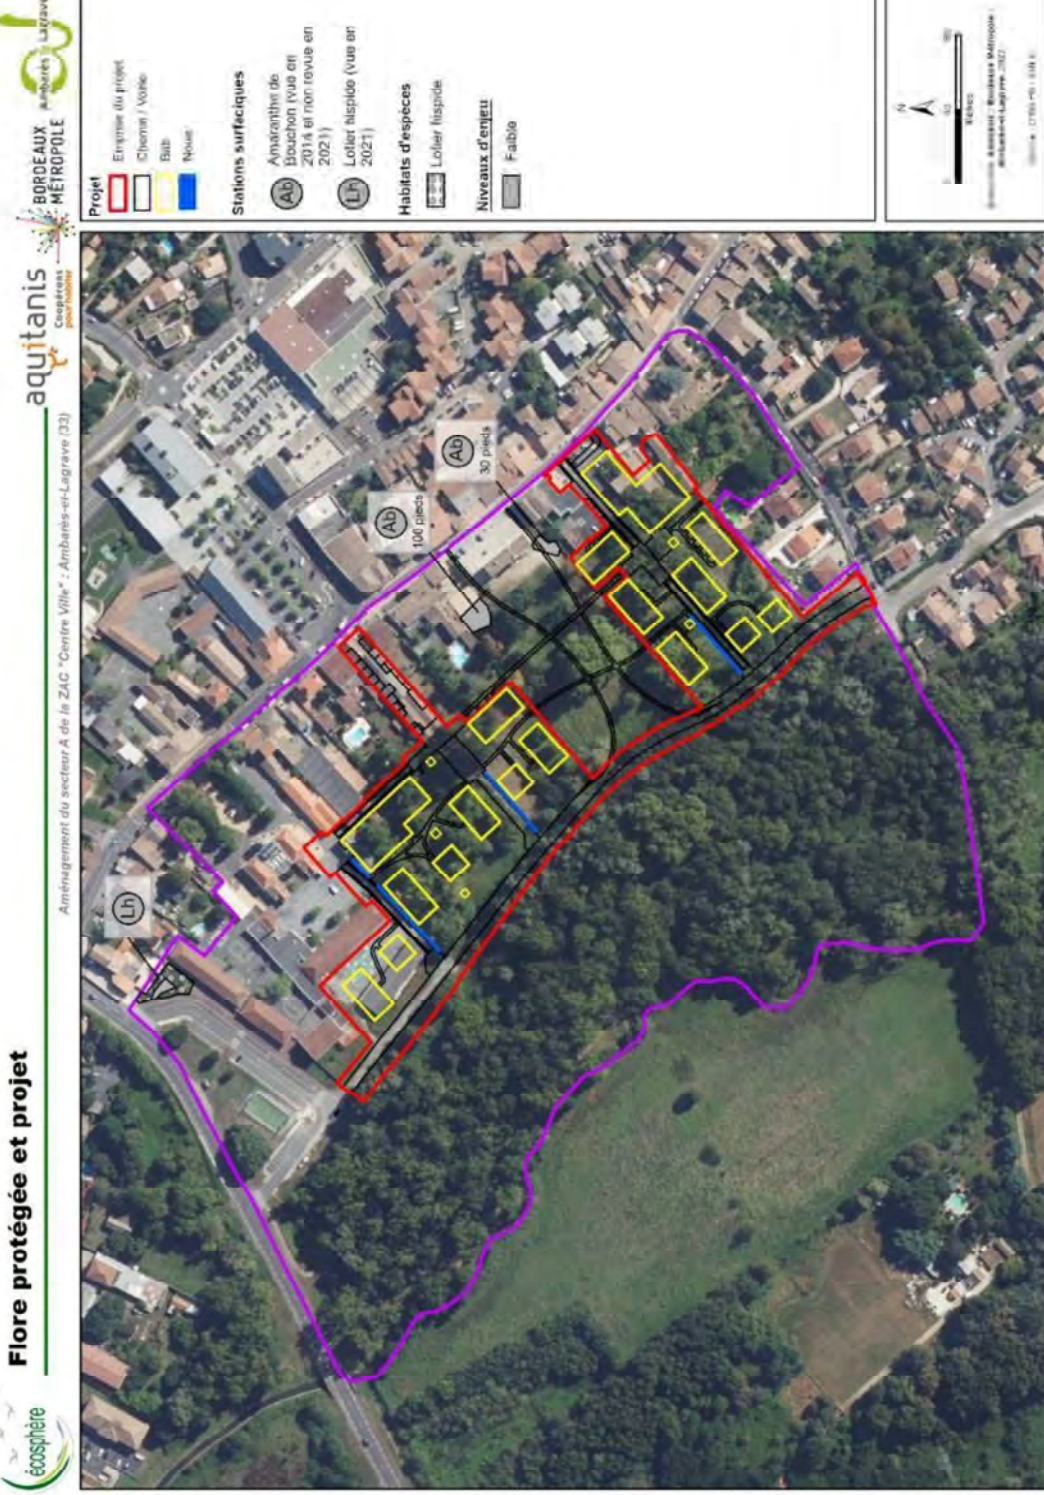 Flore protégée et projet
Aménagement du secteur A de la ZAC "Centre Ville" : Ambarès-et-Lagrave (33)
écosphère
aquitanis
Coopérons
pour habiter
BORDEAUX
MÉTROPOLE
Ambarès & Lagrave
Projet
Emprise du projet
Chemin / Voirie
Bâti
Noue
Stations surfaciques
Ab
Amaranthe de
Bouchon (vue en
2014 et non revue en
2021)
Lh
Lotier hispide (vue en
2021)
Habitats d'espèces
Lotier hispide
Niveaux d'enjeu
Faible
Lh
Ab
100 pieds
Ab
30 pieds
N
Mètres